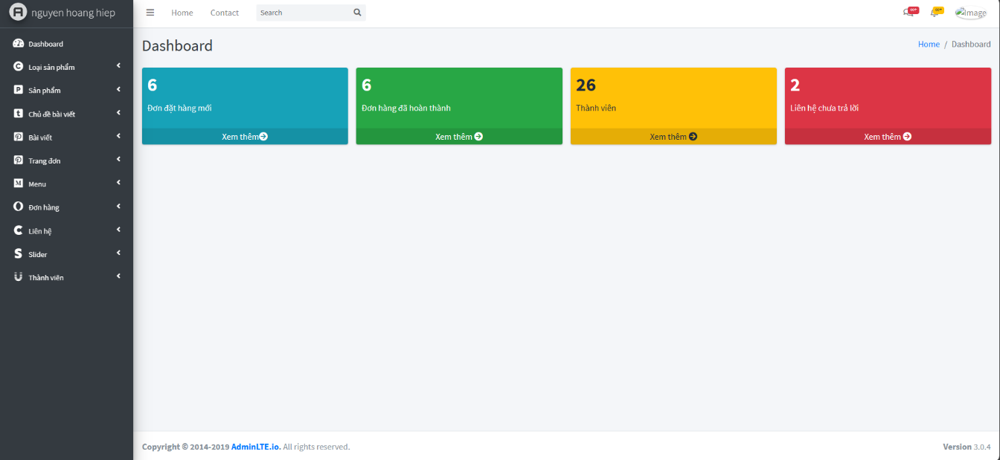 nguyen hoang hiep
Home
Contact
Search
Image
Dashboard
Loại sản phẩm
Sản phẩm
Chủ đề bài viết
Bài viết
Trang đơn
Menu
Đơn hàng
Liên hệ
Slider
Thành viên
Dashboard
Home / Dashboard
6
Đơn đặt hàng mới
Xem thêm
6
Đơn hàng đã hoàn thành
Xem thêm
26
Thành viên
Xem thêm
2
Liên hệ chưa trả lời
Xem thêm
Copyright © 2014-2019 AdminLTE.io. All rights reserved.
Version 3.0.4